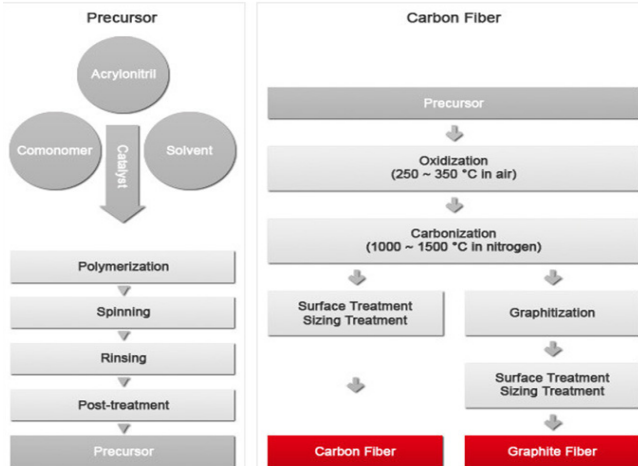 Precursor
Acrylonitril
Comonomer
Solvent
Catalyst
Polymerization
Spinning
Rinsing
Post-treatment
Precursor
Carbon Fiber
Precursor
Oxidization
(250 ~ 350 °C in air)
Carbonization
(1000 ~ 1500 °C in nitrogen)
Surface Treatment
Sizing Treatment
Graphitization
Surface Treatment
Sizing Treatment
Carbon Fiber
Graphite Fiber